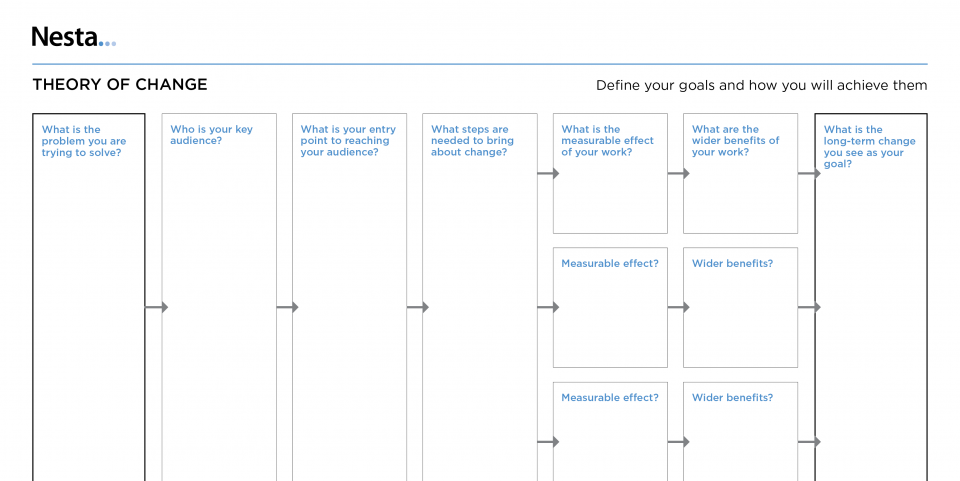 Nesta...
THEORY OF CHANGE
Define your goals and how you will achieve them
What is the
problem you are
trying to solve?
Who is your key
audience?
What is your entry
point to reaching
your audience?
What steps are
needed to bring
about change?
What is the
measurable effect
of your work?
What are the
wider benefits of
your work?
What is the
long-term change
you see as your
goal?
Measurable effect?
Wider benefits?
Measurable effect?
Wider benefits?